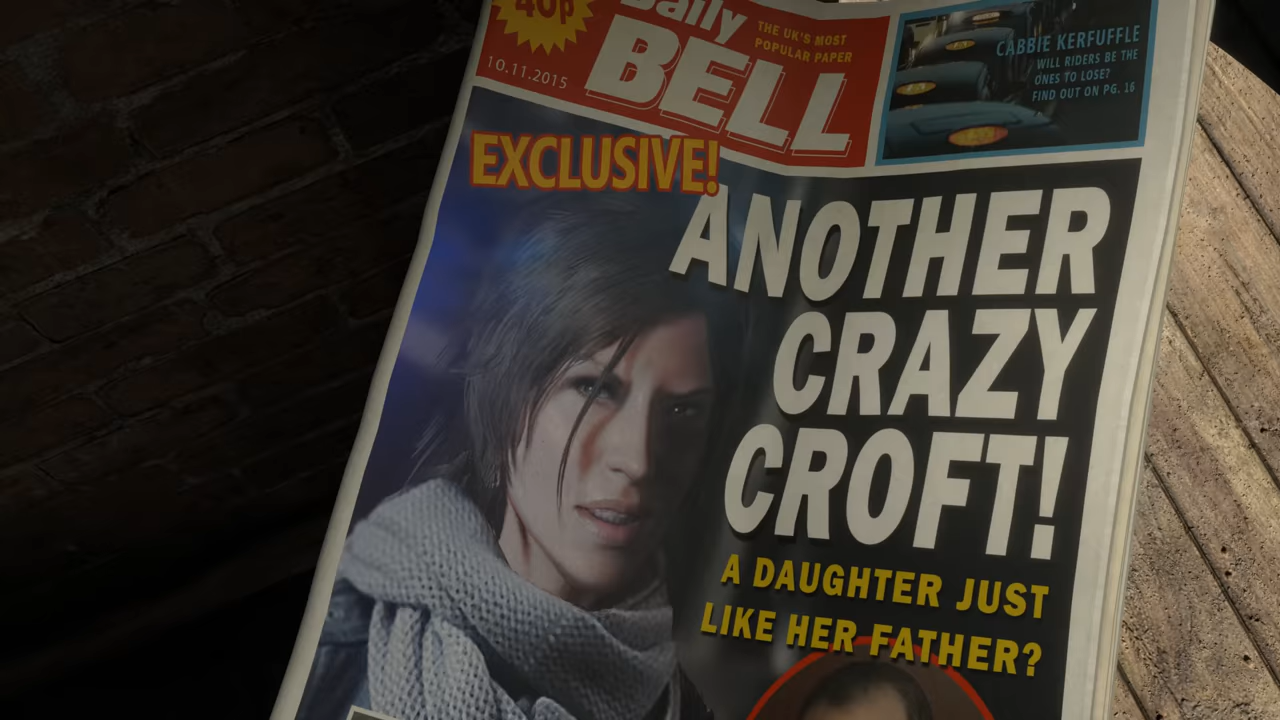 40p
Daily
BELL
THE UK'S MOST
POPULAR PAPER
10.11.2015
CABBIE KERFUFFLE
WILL RIDERS BE THE
ONES TO LOSE?
FIND OUT ON PG. 16
EXCLUSIVE!
ANOTHER
CRAZY
CROFT!
A DAUGHTER JUST
LIKE HER FATHER?